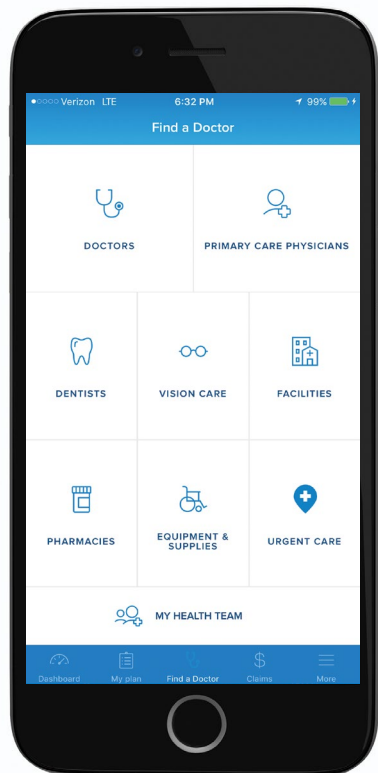 Verizon LTE 6:32 PM 99%
Find a Doctor
DOCTORS PRIMARY CARE PHYSICIANS
DENTISTS VISION CARE FACILITIES
PHARMACIES EQUIPMENT & SUPPLIES URGENT CARE
MY HEALTH TEAM
Dashboard My plan Find a Doctor Claims More